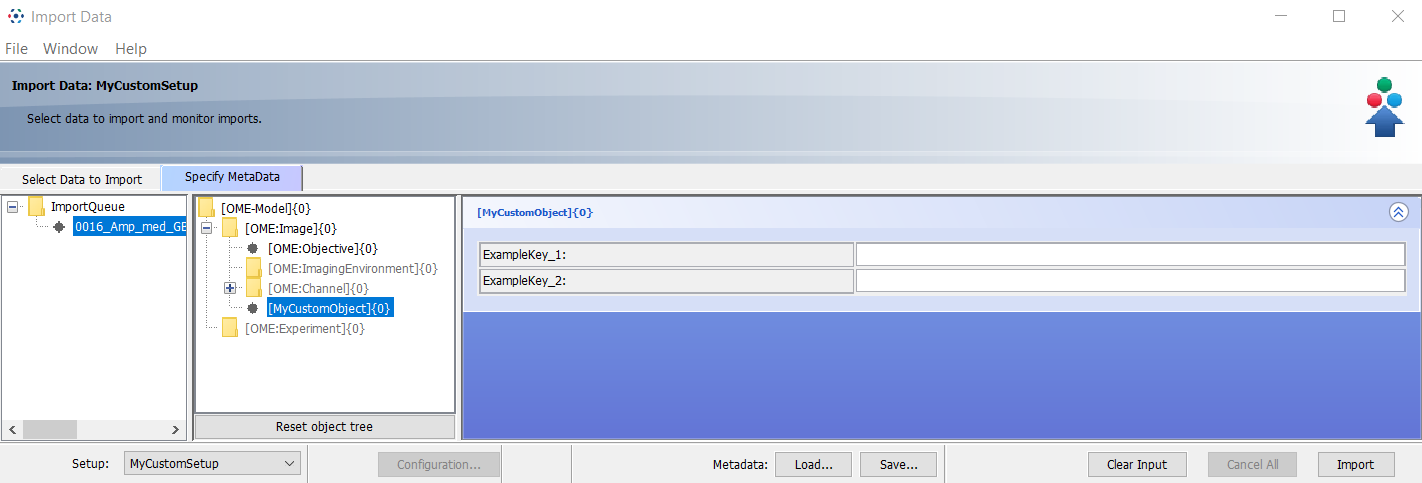 Import Data
File Window Help
Import Data: MyCustomSetup
Select data to import and monitor imports.
Select Data to Import
Specify MetaData
ImportQueue
0016_Amp_med_GE
[OME-Model]{0}
[OME:Image]{0}
[OME:Objective]{0}
[OME:ImagingEnvironment]{0}
[OME:Channel]{0}
[MyCustomObject]{0}
[OME:Experiment]{0}
Reset object tree
[MyCustomObject]{0}
ExampleKey_1:
ExampleKey_2:
Setup: MyCustomSetup Configuration... Metadata: Load... Save... Clear Input Cancel All Import